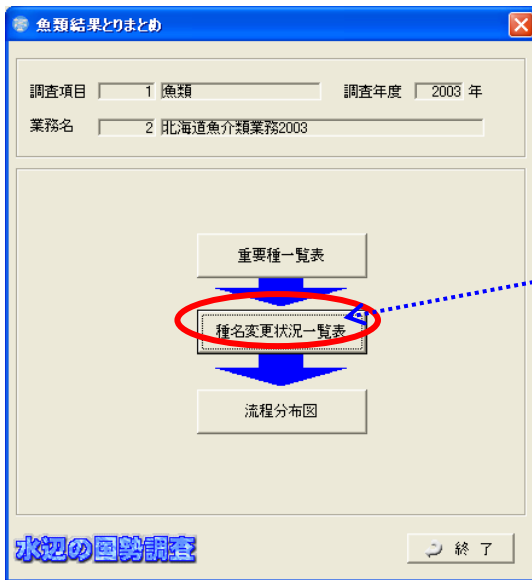 魚類結果とりまとめ
調査項目 1 魚類 調査年度 2003 年
業務名 2 北海道魚介類業務2003
重要種一覧表
種名変更状況一覧表
流程分布図
水辺の国勢調査
終 了